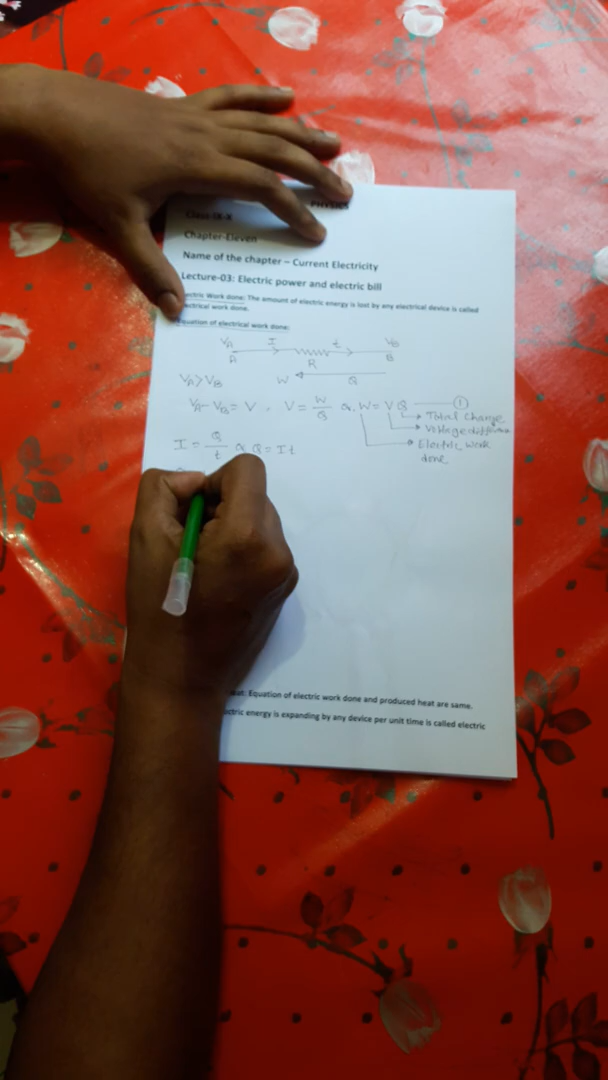 PHYSICS
Class-IX-X
Chapter-Eleven
Name of the chapter – Current Electricity
Lecture-03: Electric power and electric bill
Work done: The amount of electric energy is lost by any electrical device is called
work done.
Equation of electrical work done:
VA I t VB
A R B
VA > VB W Q
VA - VB = V , V = W/Q or, W = VQ ①
Total Charge
I = Q/t or Q = It
Electric work
done
: Equation of electric work done and produced heat are same.
energy is expanding by any device per unit time is called electric